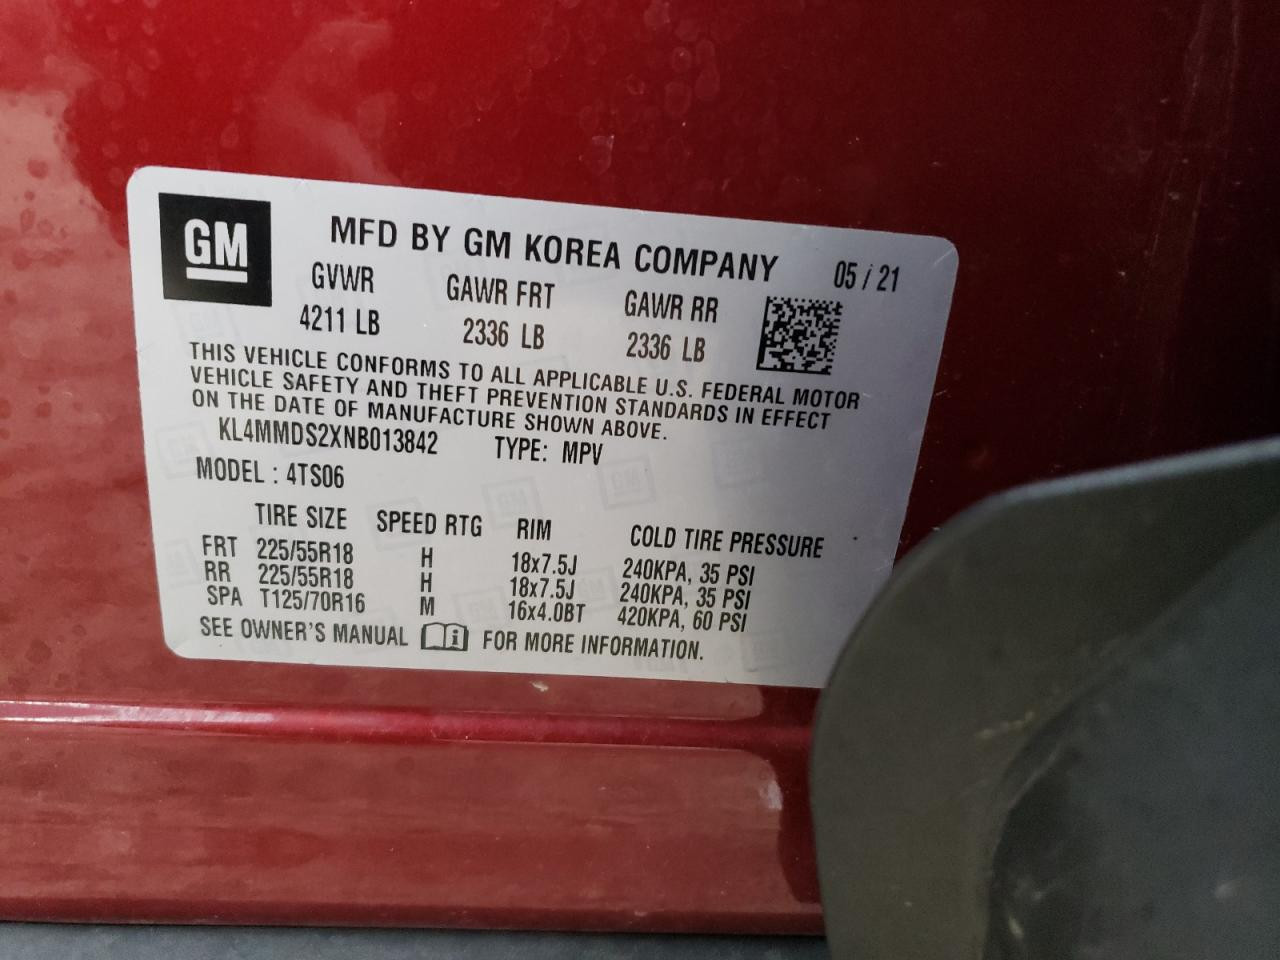 GM
MFD BY GM KOREA COMPANY 05 / 21
GVWR GAWR FRT GAWR RR
4211 LB 2336 LB 2336 LB
THIS VEHICLE CONFORMS TO ALL APPLICABLE U.S. FEDERAL MOTOR
VEHICLE SAFETY AND THEFT PREVENTION STANDARDS IN EFFECT
ON THE DATE OF MANUFACTURE SHOWN ABOVE.
KL4MMDS2XNB013842 TYPE: MPV
MODEL : 4TS06
TIRE SIZE SPEED RTG RIM COLD TIRE PRESSURE
FRT 225/55R18 H 18x7.5J 240KPA, 35 PSI
RR 225/55R18 H 18x7.5J 240KPA, 35 PSI
SPA T125/70R16 M 16x4.0BT 420KPA, 60 PSI
SEE OWNER'S MANUAL i FOR MORE INFORMATION.